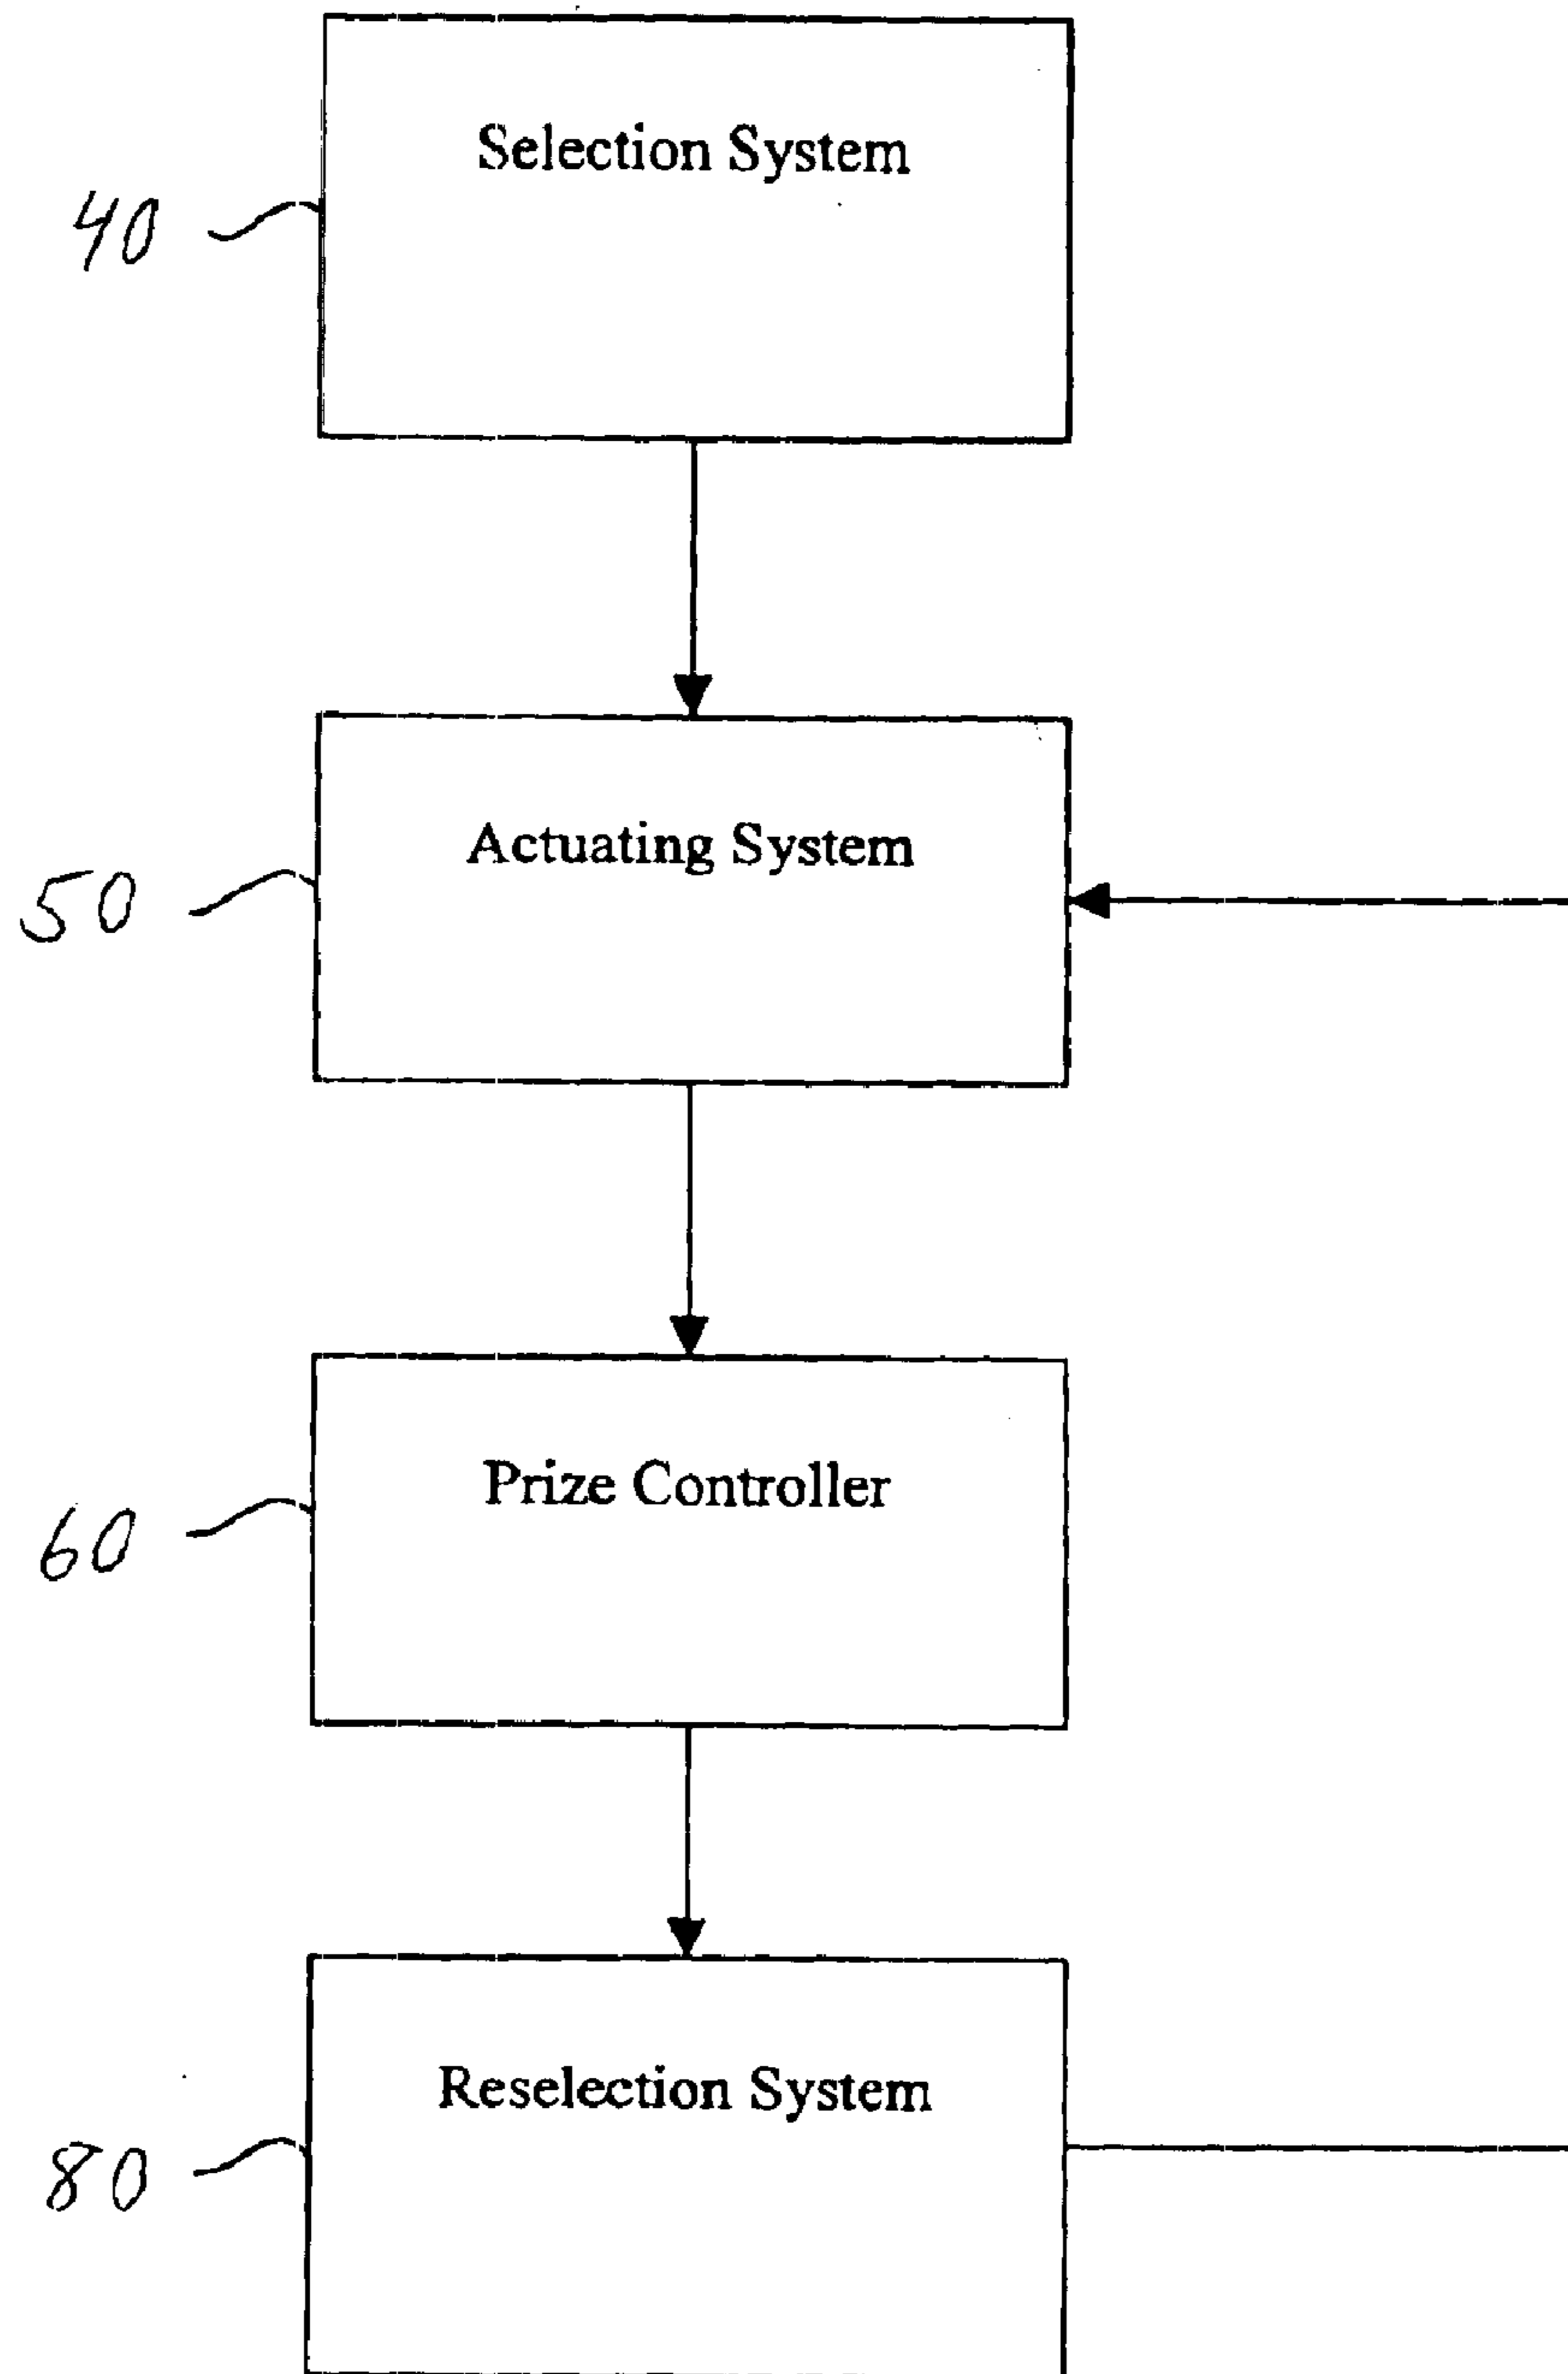 Selection System
40
Actuating System
50
Prize Controller
60
Reselection System
80